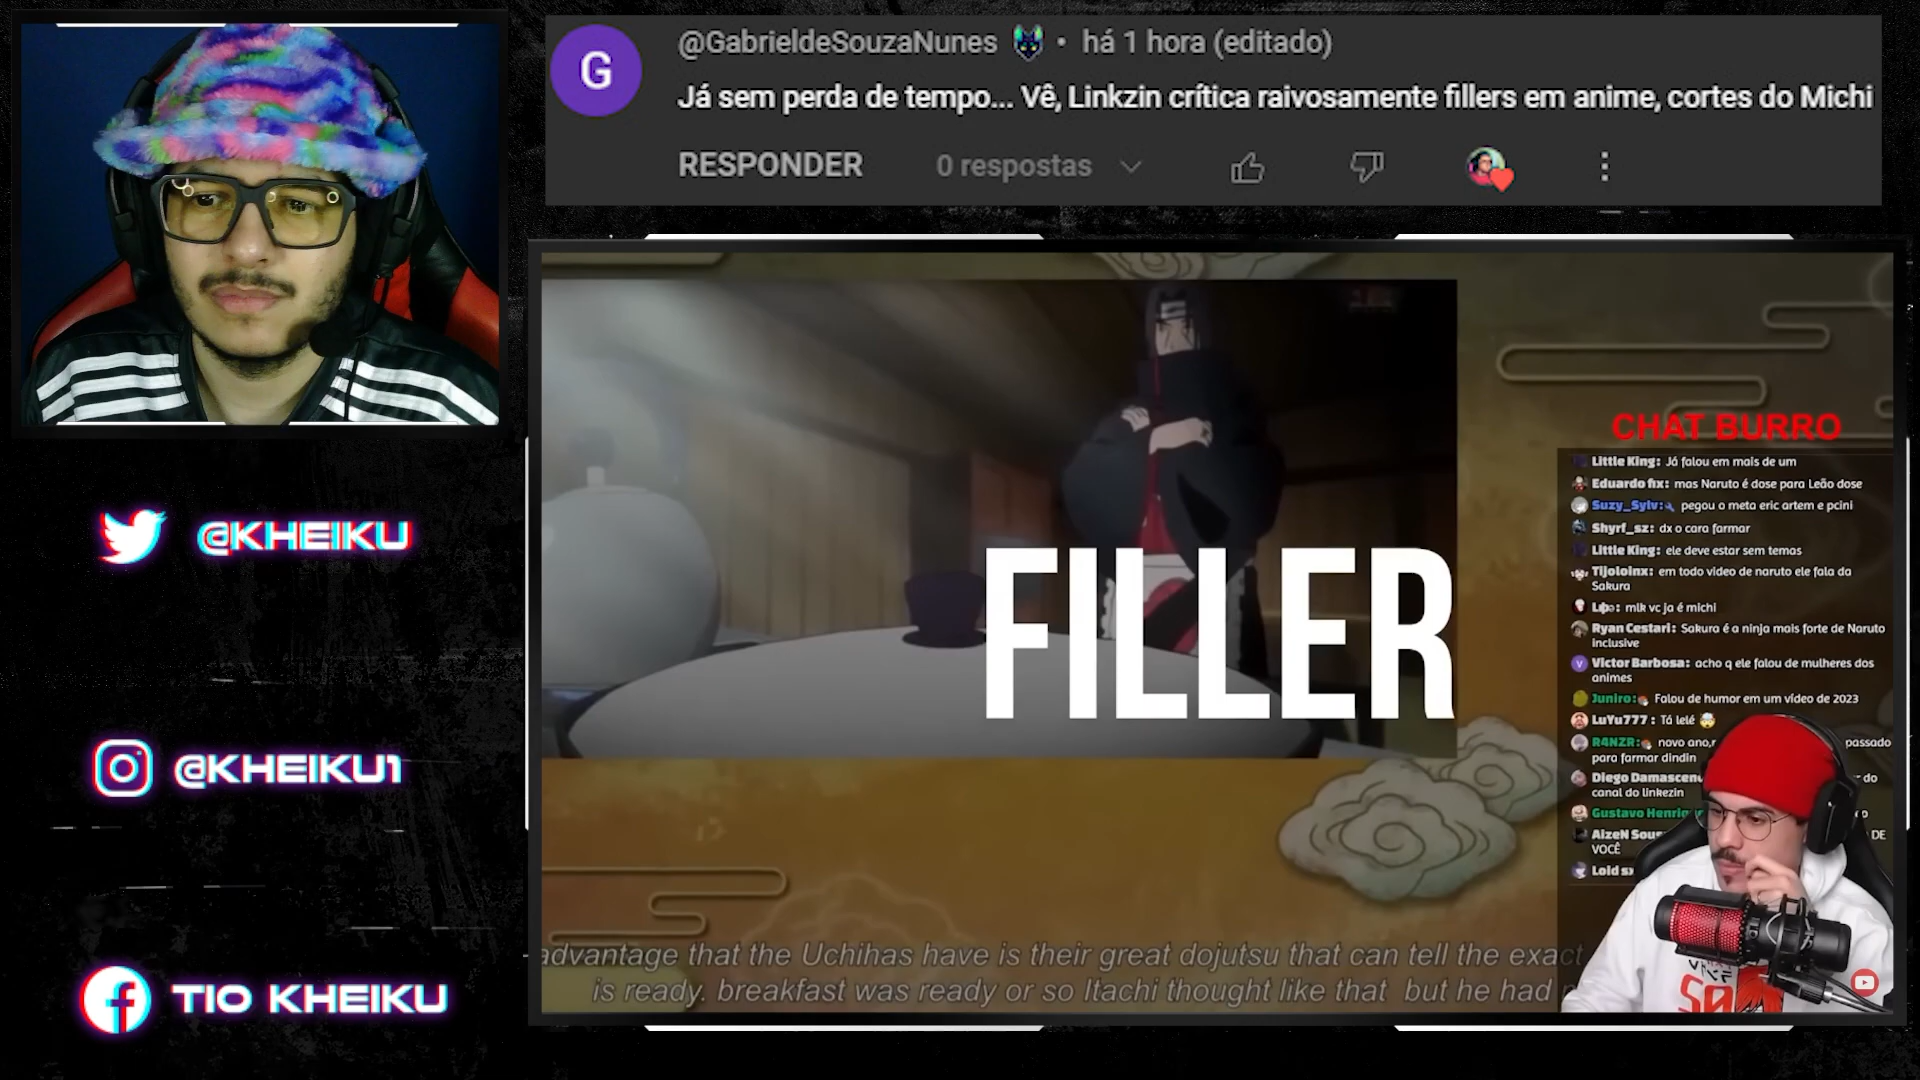 G
@GabrieldeSouzaNunes • há 1 hora (editado)
Já sem perda de tempo... Vê, Linkzin crítica raivosamente fillers em anime, cortes do Michi
RESPONDER
0 respostas
@KHEIKU
@KHEIKU1
TIO KHEIKU
FILLER
advantage that the Uchihas have is their great dojutsu that can tell the exact
is ready. breakfast was ready or so Itachi thought like that but he had
CHAT BURRO
Little King: Já falou em mais de um
Eduardo fix: mas Naruto é dose para Leão dose
Suzy_Sylv: pegou o meta eric artem e pcini
Shyrf_sz: dx o cara farmar
Little King: ele deve estar sem temas
Tijoloinx: em todo video de naruto ele fala da
Sakura
mlk vc ja é michi
Ryan Cestari: Sakura é a ninja mais forte de Naruto
inclusive
V
Victor Barbosa: acho q ele falou de mulheres dos
animes
Juniro: Falou de humor em um vídeo de 2023
LuYu777 : Tá lelé
R4NZR: novo ano, passado
para farmar dindin
Diego Damascen do
canal do linkezin
Gustavo Henriq
AizeN Sous DE
VOCÊ
Loid